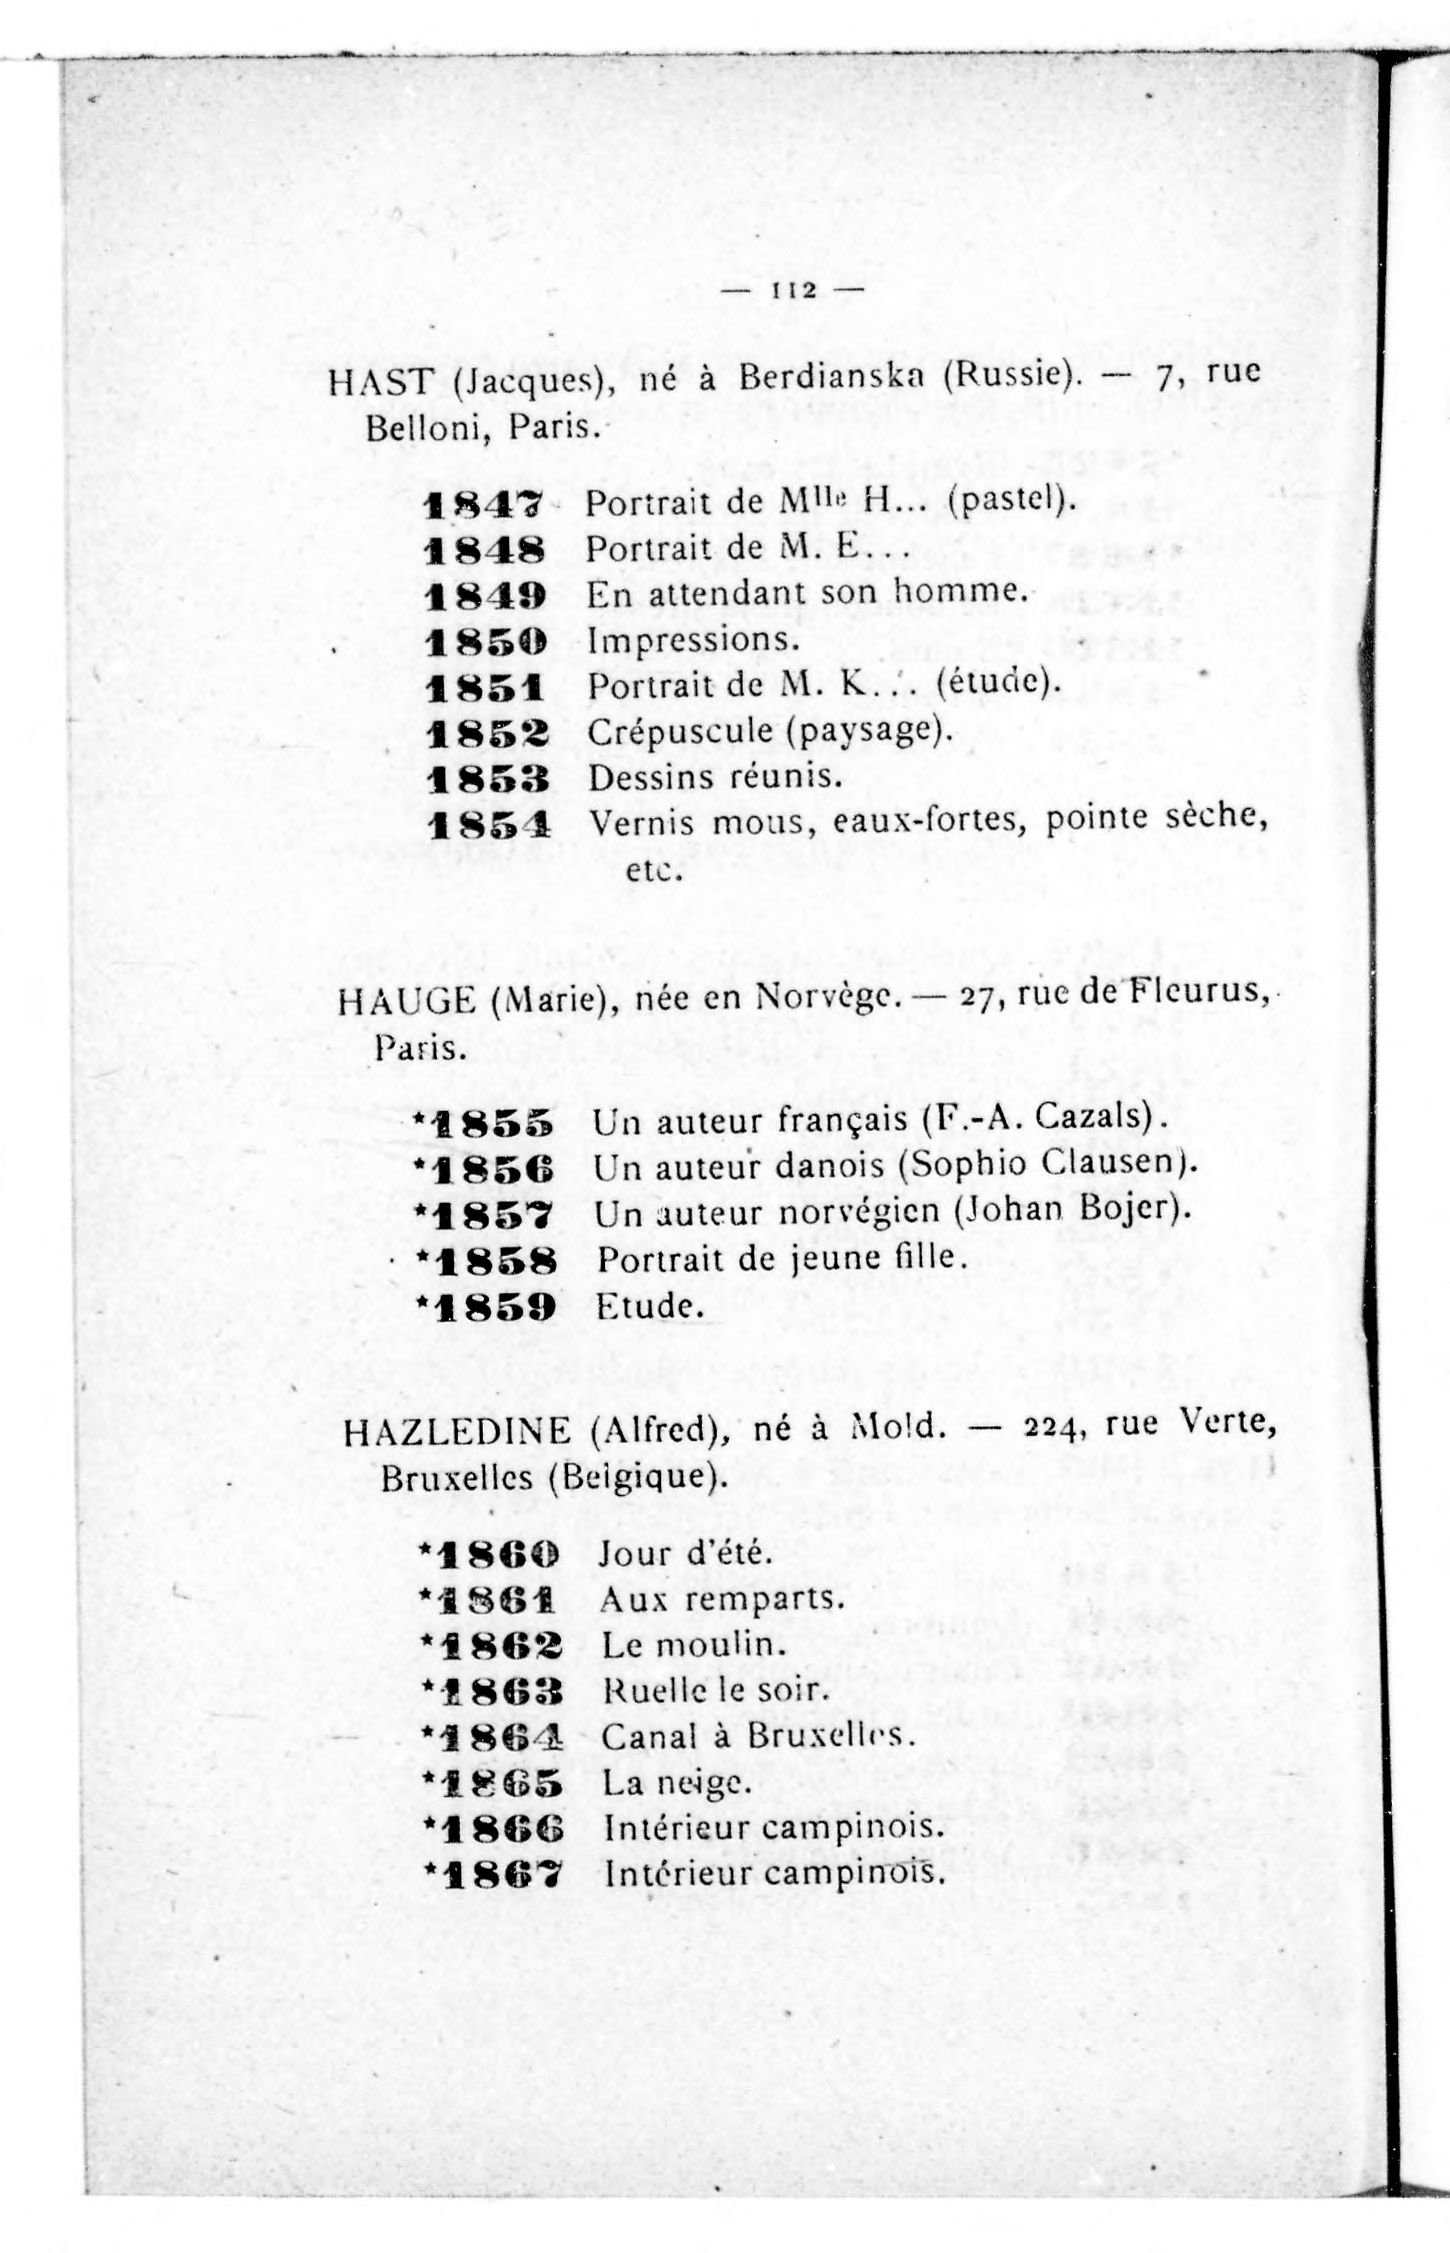 — 112 —
HAST (Jacques), né à Berdianska (Russie). — 7, rue
Belloni, Paris.
1847 Portrait de Mlle H... (pastel).
1848 Portrait de M. E...
1849 En attendant son homme.
1850 Impressions.
1851 Portrait de M. K... (étude).
1852 Crépuscule (paysage).
1853 Dessins réunis.
1854 Vernis mous, eaux-fortes, pointe sèche,
etc.
HAUGE (Marie), née en Norvège. — 27, rue de Fleurus,
Paris.
*1855 Un auteur français (F.-A. Cazals).
*1856 Un auteur danois (Sophio Clausen).
*1857 Un auteur norvégien (Johan Bojer).
*1858 Portrait de jeune fille.
*1859 Etude.
HAZLEDINE (Alfred), né à Mold. — 224, rue Verte,
Bruxelles (Belgique).
*1860 Jour d'été.
*1861 Aux remparts.
*1862 Le moulin.
*1863 Ruelle le soir.
*1864 Canal à Bruxelles.
*1865 La neige.
*1866 Intérieur campinois.
*1867 Intérieur campinois.